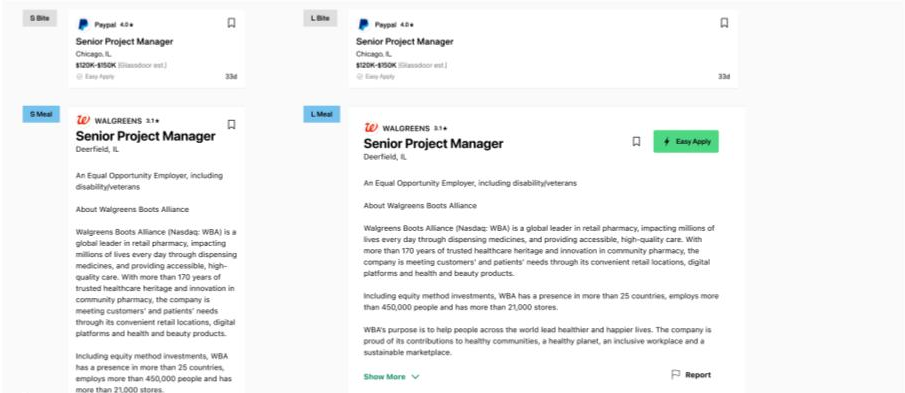 S Bite
Paypal 4.0★
Senior Project Manager
Chicago, IL
$120K-$150K (Glassdoor est.)
Easy Apply
33d
L Bite
Paypal 4.0★
Senior Project Manager
Chicago, IL
$120K-$150K (Glassdoor est.)
Easy Apply
33d
S Meal
WALGREENS 3.1★
Senior Project Manager
Deerfield, IL
An Equal Opportunity Employer, including
disability/veterans
About Walgreens Boots Alliance
Walgreens Boots Alliance (Nasdaq: WBA) is a
global leader in retail pharmacy, impacting
millions of lives every day through dispensing
medicines, and providing accessible, high-
quality care. With more than 170 years of
trusted healthcare heritage and innovation in
community pharmacy, the company is
meeting customers' and patients' needs
through its convenient retail locations, digital
platforms and health and beauty products.
Including equity method investments, WBA
has a presence in more than 25 countries,
employs more than 450,000 people and has
more than 21,000 stores.
L Meal
WALGREENS 3.1★
Senior Project Manager
Deerfield, IL
Easy Apply
An Equal Opportunity Employer, including disability/veterans
About Walgreens Boots Alliance
Walgreens Boots Alliance (Nasdaq: WBA) is a global leader in retail pharmacy, impacting millions of
lives every day through dispensing medicines, and providing accessible, high-quality care. With
more than 170 years of trusted healthcare heritage and innovation in community pharmacy, the
company is meeting customers' and patients' needs through its convenient retail locations, digital
platforms and health and beauty products.
Including equity method investments, WBA has a presence in more than 25 countries, employs more
than 450,000 people and has more than 21,000 stores.
WBA's purpose is to help people across the world lead healthier and happier lives. The company is
proud of its contributions to healthy communities, a healthy planet, an inclusive workplace and a
sustainable marketplace.
Show More
Report